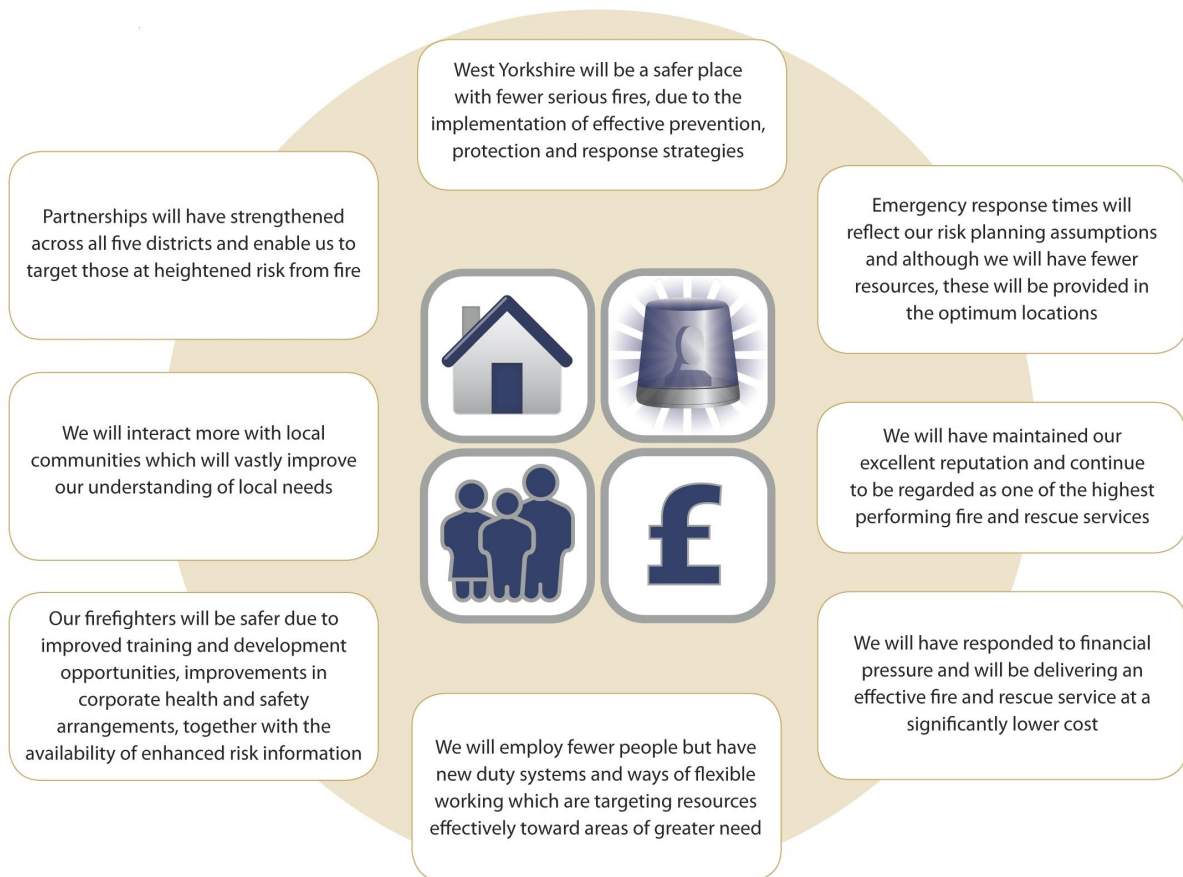 West Yorkshire will be a safer place
with fewer serious fires, due to the
implementation of effective prevention,
protection and response strategies
Partnerships will have strengthened
across all five districts and enable us to
target those at heightened risk from fire
Emergency response times will
reflect our risk planning assumptions
and although we will have fewer
resources, these will be provided in
the optimum locations
We will interact more with local
communities which will vastly improve
our understanding of local needs
We will have maintained our
excellent reputation and continue
to be regarded as one of the highest
performing fire and rescue services
£
Our firefighters will be safer due to
improved training and development
opportunities, improvements in
corporate health and safety
arrangements, together with the
availability of enhanced risk information
We will have responded to financial
pressure and will be delivering an
effective fire and rescue service at a
significantly lower cost
We will employ fewer people but have
new duty systems and ways of flexible
working which are targeting resources
effectively toward areas of greater need